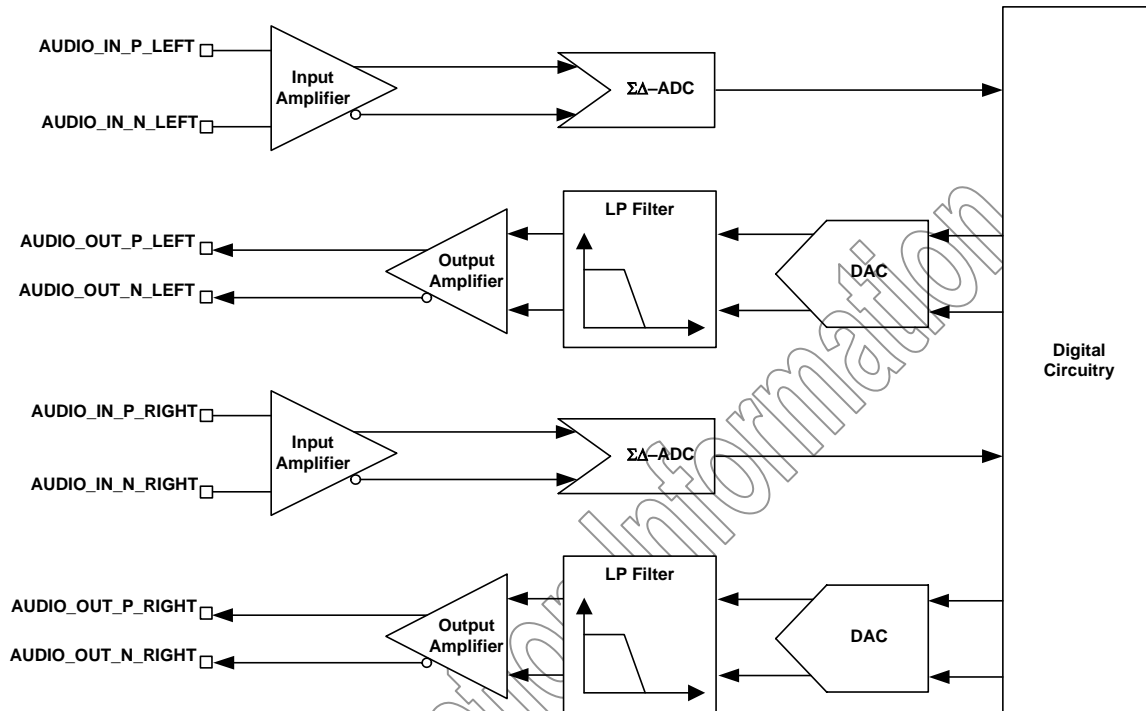 AUDIO_IN_P_LEFT
AUDIO_IN_N_LEFT
Input
Amplifier
ΣΔ–ADC
AUDIO_OUT_P_LEFT
AUDIO_OUT_N_LEFT
Output
Amplifier
LP Filter
DAC
Digital
Circuitry
AUDIO_IN_P_RIGHT
AUDIO_IN_N_RIGHT
Input
Amplifier
ΣΔ–ADC
AUDIO_OUT_P_RIGHT
AUDIO_OUT_N_RIGHT
Output
Amplifier
LP Filter
DAC
Information